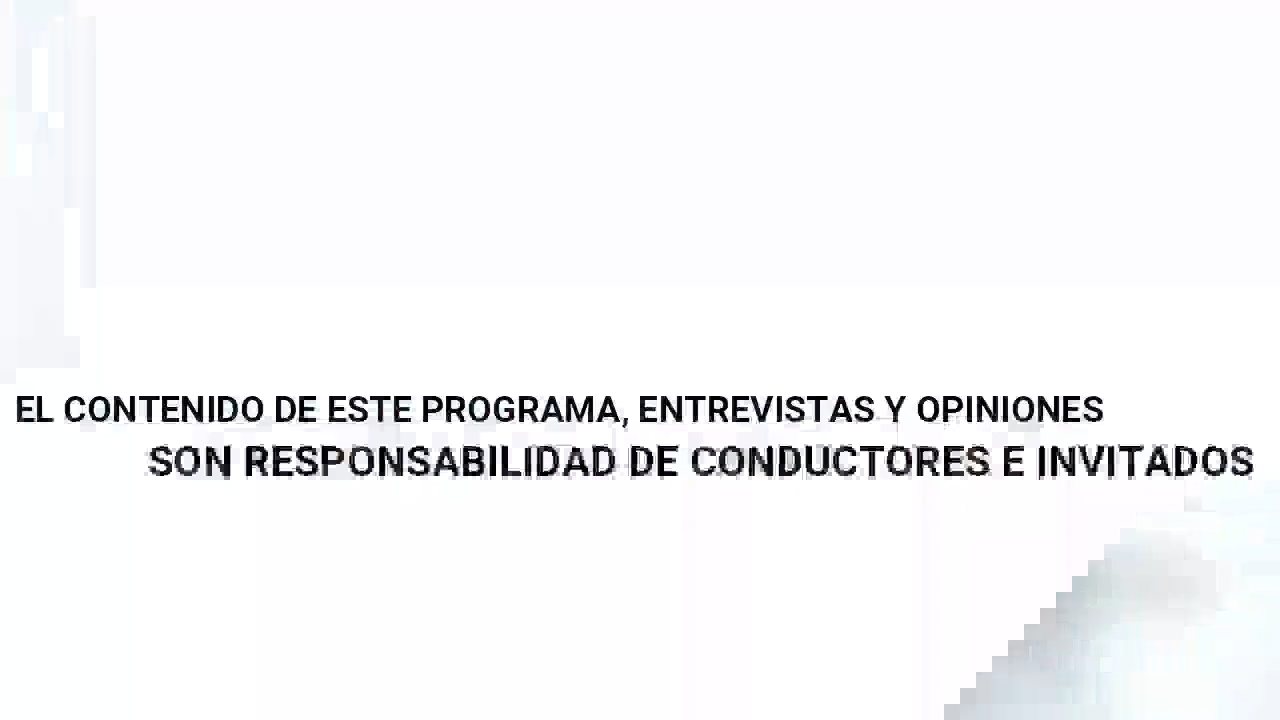 EL CONTENIDO DE ESTE PROGRAMA, ENTREVISTAS Y OPINIONES
SON RESPONSABILIDAD DE CONDUCTORES E INVITADOS